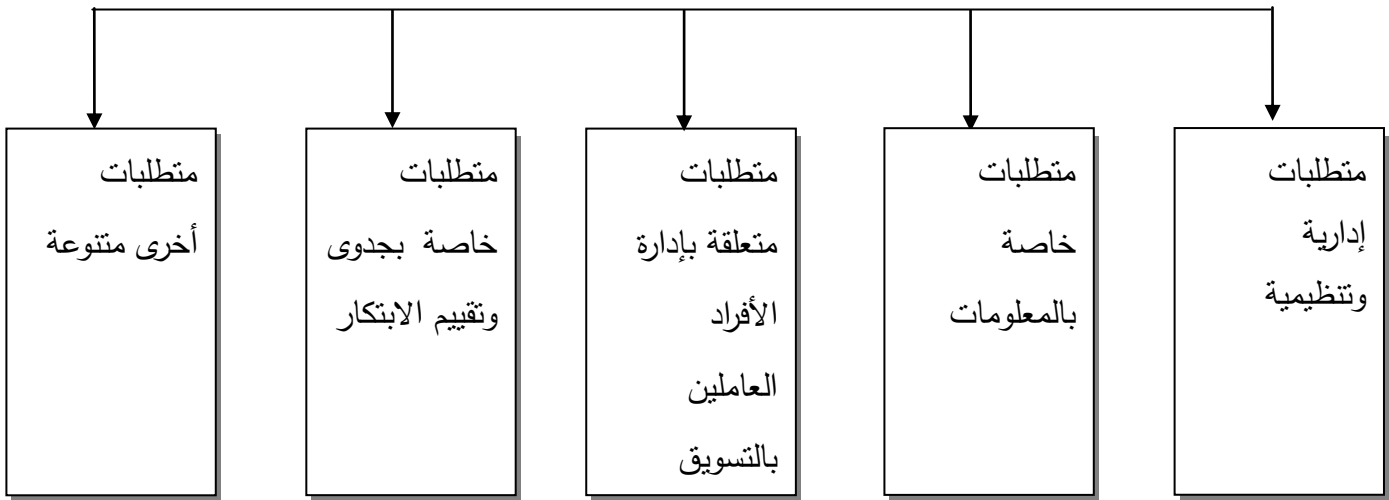 متطلبات
إدارية
وتنظيمية
متطلبات
خاصة
بالمعلومات
متطلبات
متعلقة بإدارة
الأفراد
العاملين
بالتسويق
متطلبات
خاصة بجدوى
وتقييم الابتكار
متطلبات
أخرى متنوعة